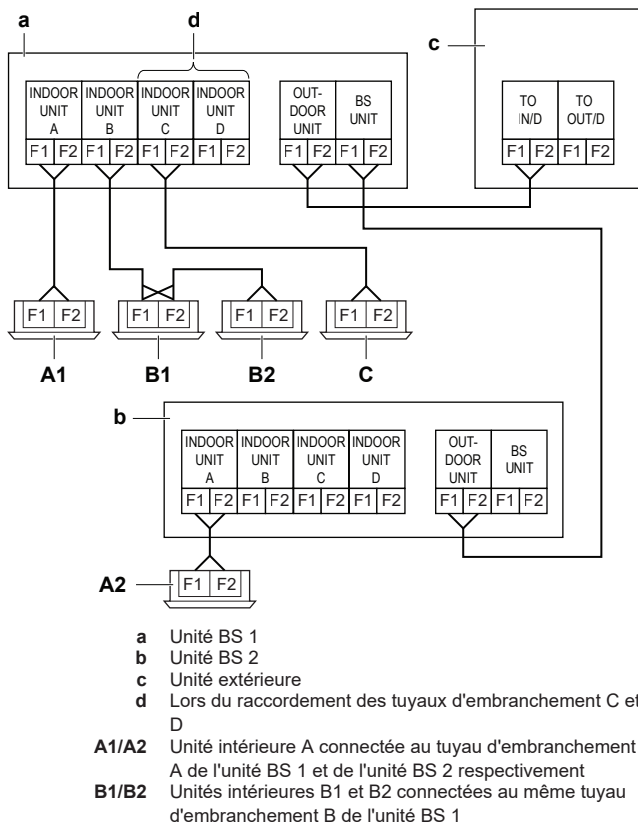 a
d
c
INDOOR INDOOR INDOOR INDOOR
UNIT UNIT UNIT UNIT
A B C D
F1 F2 F1 F2 F1 F2 F1 F2
OUT-
DOOR
UNIT
BS
UNIT
F1 F2 F1 F2
TO
IN/D
TO
OUT/D
F1 F2 F1 F2
F1 F2 F1 F2 F1 F2 F1 F2
A1 B1 B2 C
b
INDOOR INDOOR INDOOR INDOOR
UNIT UNIT UNIT UNIT
A B C D
F1 F2 F1 F2 F1 F2 F1 F2
OUT-
DOOR
UNIT
BS
UNIT
F1 F2 F1 F2
A2 F1 F2
a Unité BS 1
b Unité BS 2
c Unité extérieure
d Lors du raccordement des tuyaux d'embranchement C et
D
A1/A2 Unité intérieure A connectée au tuyau d'embranchement
A de l'unité BS 1 et de l'unité BS 2 respectivement
B1/B2 Unités intérieures B1 et B2 connectées au même tuyau
d'embranchement B de l'unité BS 1